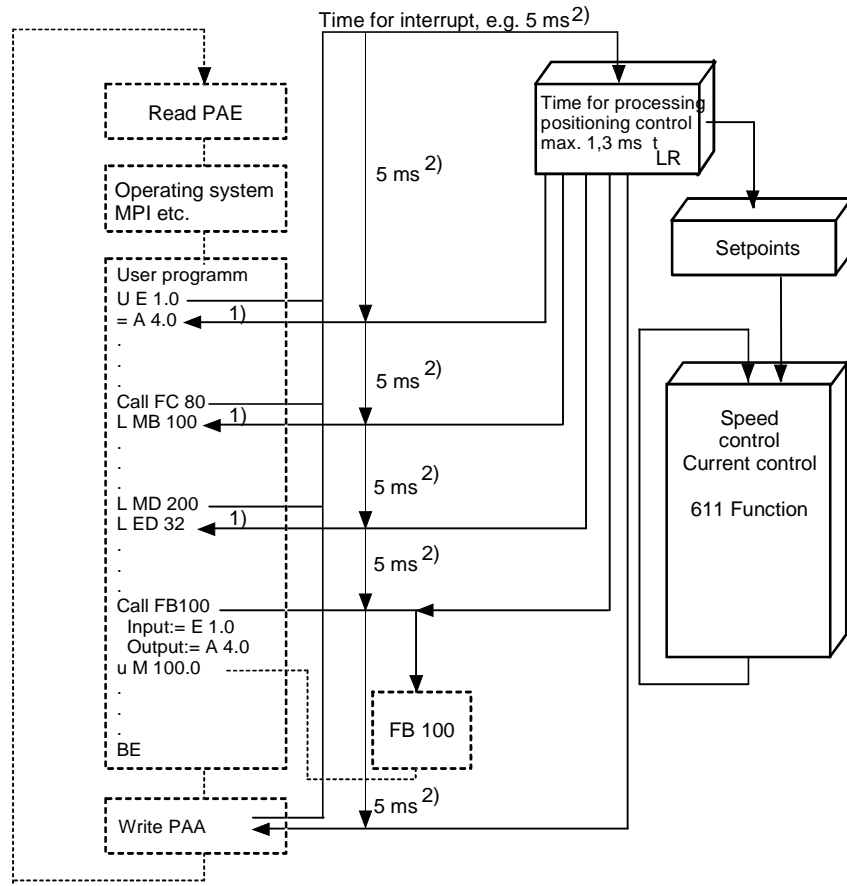 Time for interrupt, e.g. 5 ms 2)
Read PAE
Operating system
MPI etc.
User programm
U E 1.0
= A 4.0
.
.
.
Call FC 80
L MB 100
.
.
.
L MD 200
L ED 32
.
.
.
Call FB100
Input:= E 1.0
Output:= A 4.0
u M 100.0
.
.
.
BE
Write PAA
1)
1)
1)
5 ms 2)
5 ms 2)
5 ms 2)
5 ms 2)
5 ms 2)
FB 100
Time for processing
positioning control
max. 1,3 ms t LR
Setpoints
Speed
control
Current control
611 Function